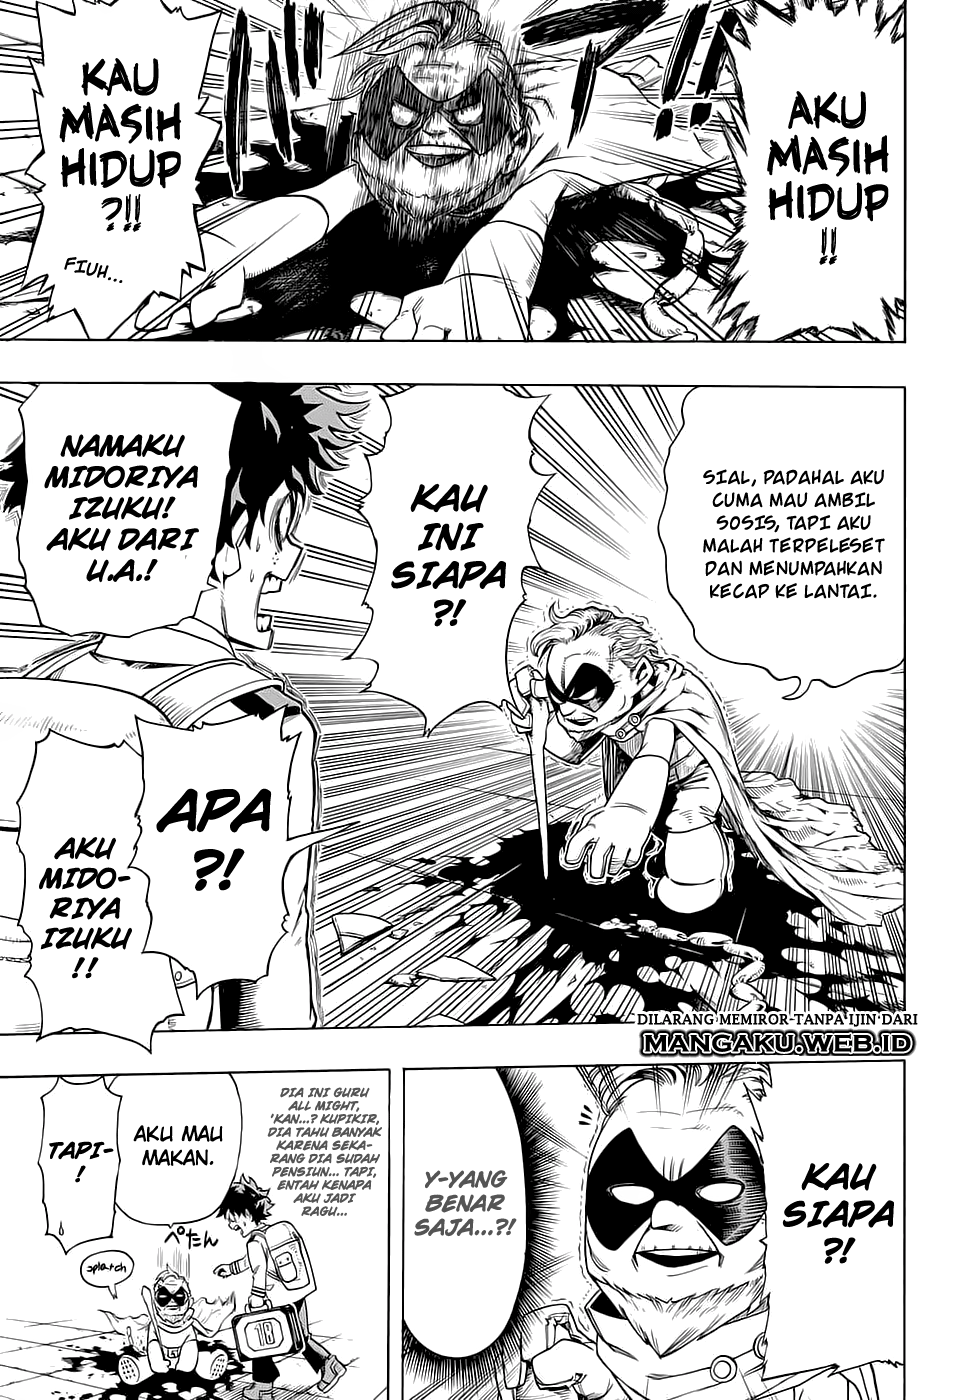 AKU
MASIH
HIDUP
!!
KAU
MASIH
HIDUP
?!!
FIUH...
SIAL, PADAHAL AKU
CUMA MAU AMBIL
SOSIS, TAPI AKU
MALAH TERPELESET
DAN MENUMPAHKAN
KECAP KE LANTAI.
KAU
INI
SIAPA
?!
NAMAKU
MIDORIYA
IZUKU!
AKU DARI
U.A.!
APA
?!
AKU
MIDO-
RIYA
IZUKU
!!
DILARANG MEMIROR TANPA IJIN DARI
MANGAKU.WEB.ID
KAU
SIAPA
?!
Y-YANG
BENAR
SAJA...?!
DIA INI GURU
ALL MIGHT,
'KAN...? KUPIKIR,
DIA TAHU BANYAK
KARENA SEKA-
RANG DIA SUDAH
PENSIUN... TAPI,
ENTAH KENAPA
AKU JADI
RAGU...
AKU MAU
MAKAN.
TAPI-
!
ぺたん
splatch
18